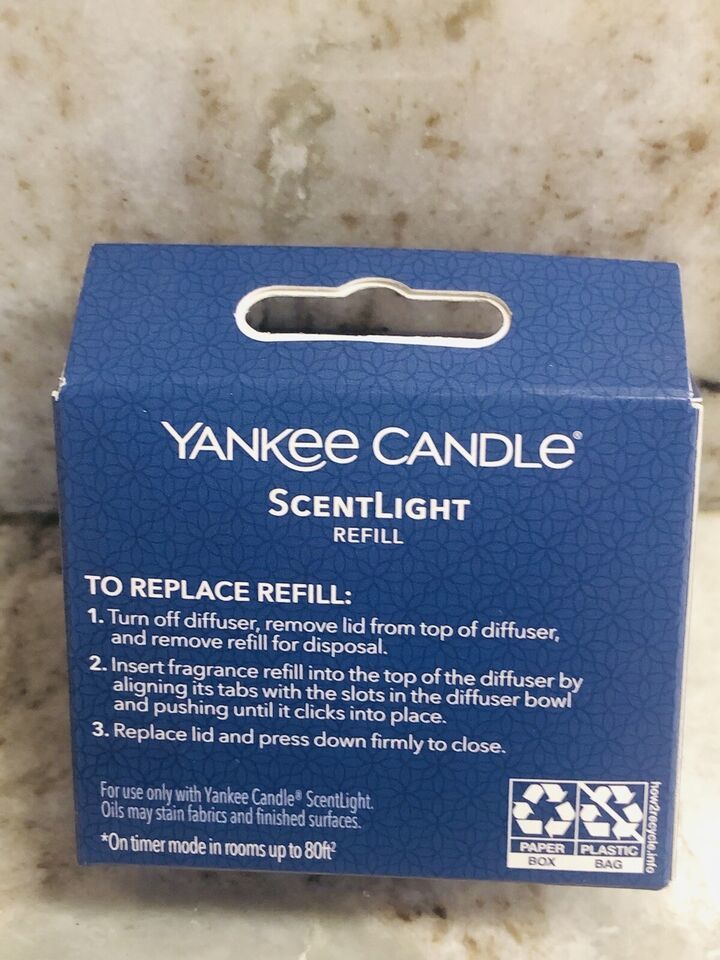 YANKee CANDLe®
SCENTLIGHT
REFILL
TO REPLACE REFILL:
1. Turn off diffuser, remove lid from top of diffuser,
and remove refill for disposal.
2. Insert fragrance refill into the top of the diffuser by
aligning its tabs with the slots in the diffuser bowl
and pushing until it clicks into place.
3. Replace lid and press down firmly to close.
For use only with Yankee Candle® ScentLight.
Oils may stain fabrics and finished surfaces.
*On timer mode in rooms up to 80ft²
PAPER
BOX
PLASTIC
BAG
how2recycle.info